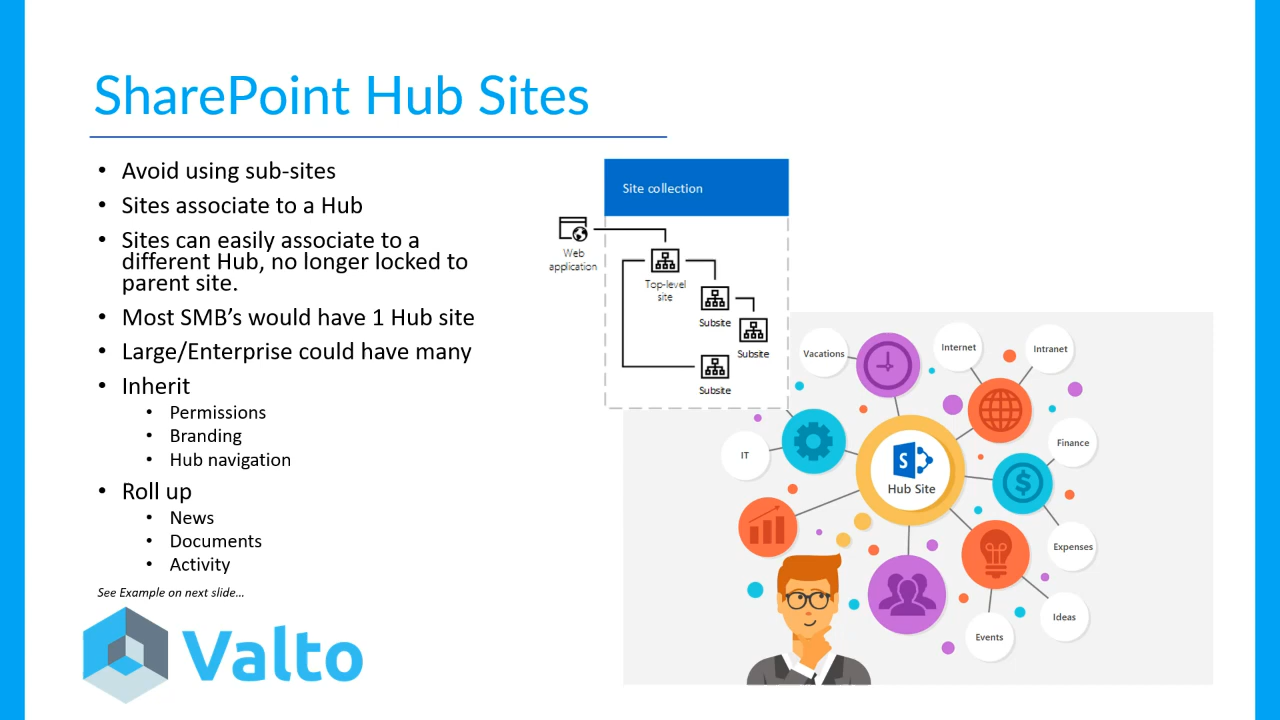 SharePoint Hub Sites
• Avoid using sub-sites
• Sites associate to a Hub
• Sites can easily associate to a
different Hub, no longer locked to
parent site.
• Most SMB’s would have 1 Hub site
• Large/Enterprise could have many
• Inherit
• Permissions
• Branding
• Hub navigation
• Roll up
• News
• Documents
• Activity
See Example on next slide...
Valto
Site collection
Web
application
Top-level
site
Subsite
Subsite
Subsite
Vacations
Internet
Intranet
IT
Finance
S
Hub Site
$
Expenses
Ideas
Events